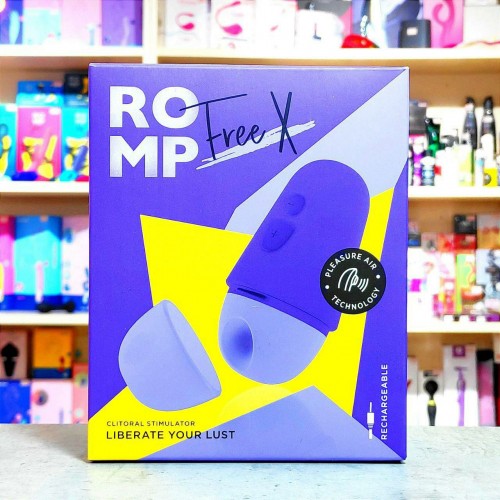 RO
MP
Free X
PLEASURE AIR
TECHNOLOGY
CLITORAL STIMULATOR
LIBERATE YOUR LUST
RECHARGEABLE